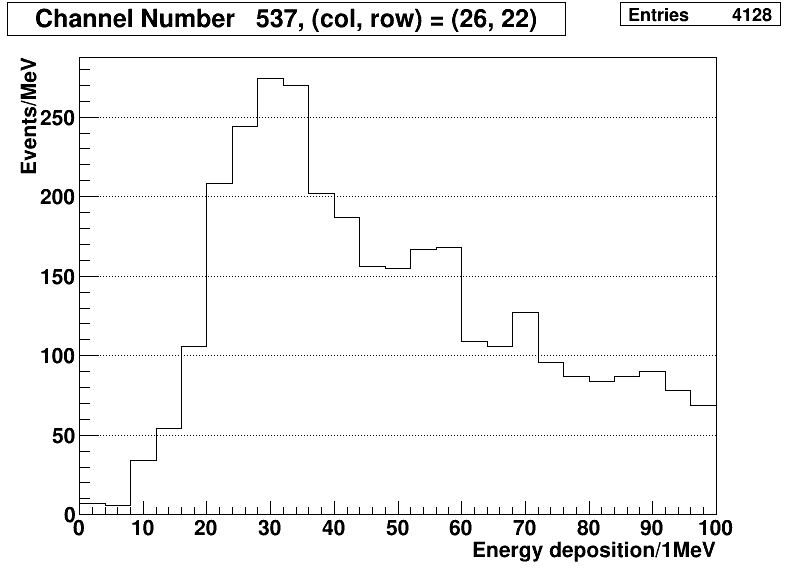 Channel Number 537, (col, row) = (26, 22)
Entries 4128
Events/MeV
250
200
150
100
50
0
0 10 20 30 40 50 60 70 80 90 100
Energy deposition/1MeV